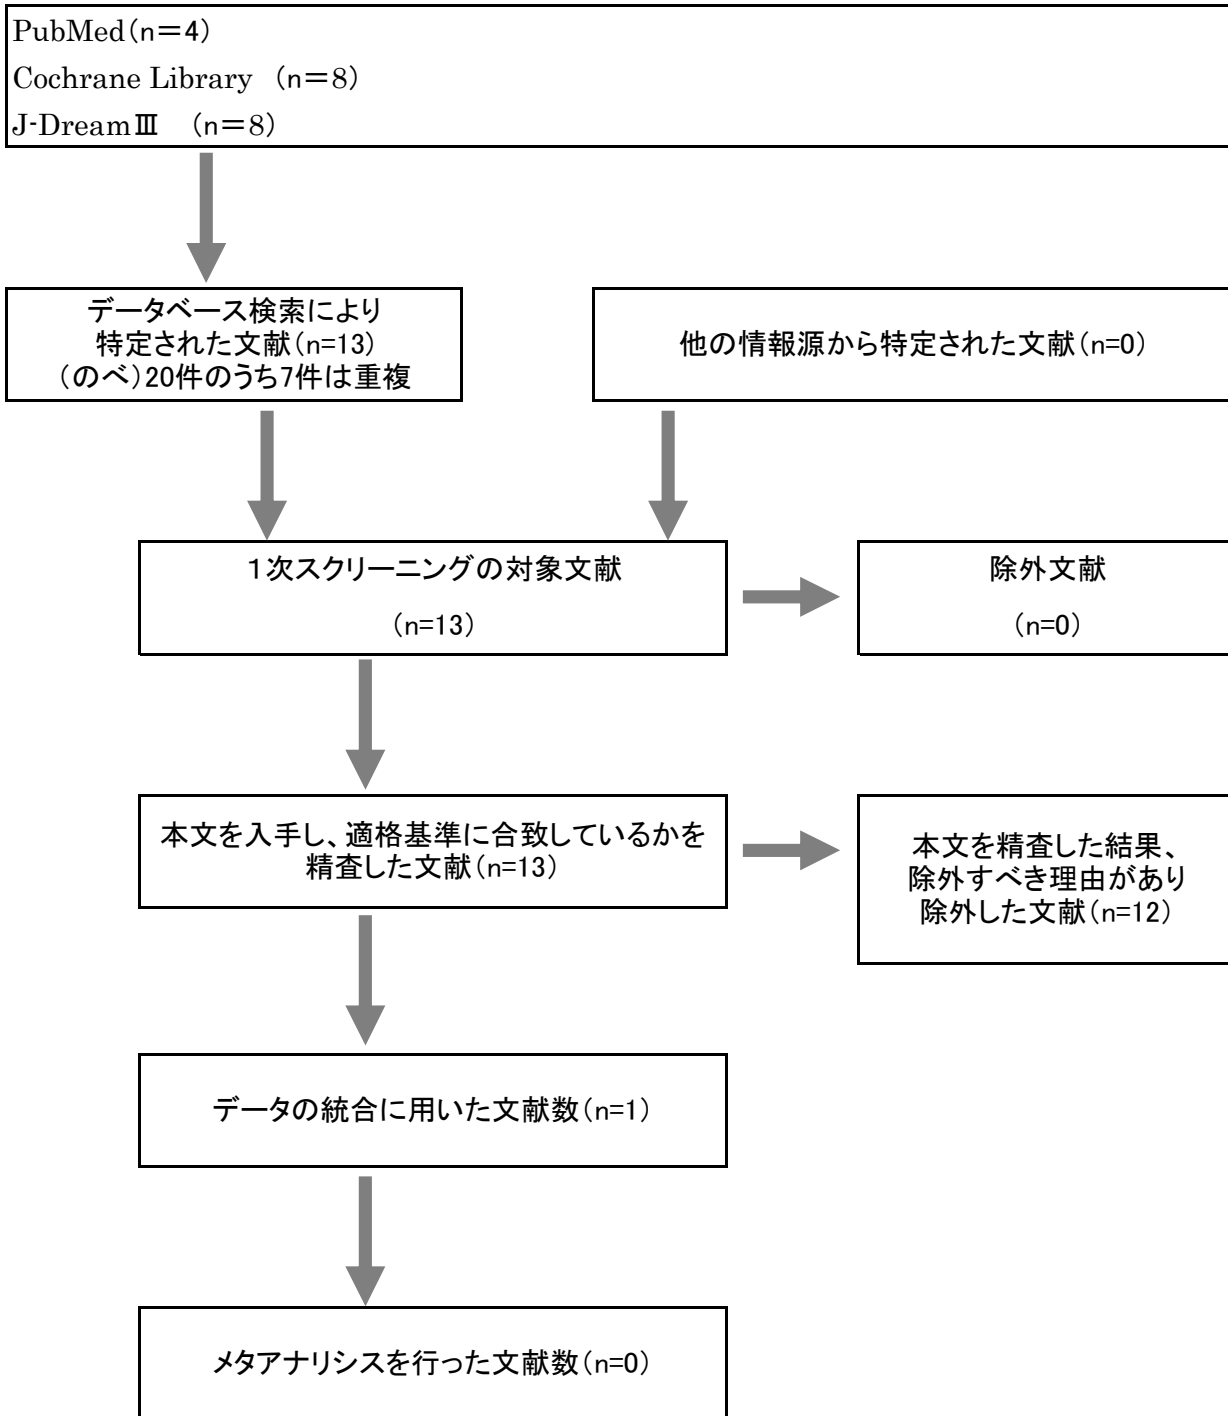 PubMed(n＝4)
Cochrane Library （n＝8）
J-DreamⅢ （n＝8）
データベース検索により
特定された文献（n=13）
（のべ）20件のうち7件は重複
他の情報源から特定された文献（n=0）
１次スクリーニングの対象文献
（n=13）
除外文献
（n=0）
本文を入手し、適格基準に合致しているかを
精査した文献（n=13）
本文を精査した結果、
除外すべき理由があり
除外した文献（n=12）
データの統合に用いた文献数（n=1）
メタアナリシスを行った文献数（n=0）